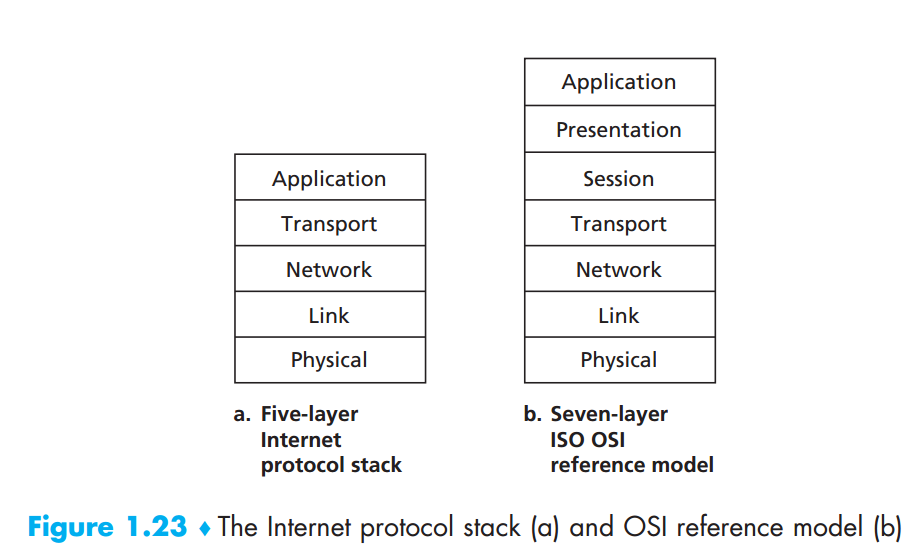 Application
Transport
Network
Link
Physical
a. Five-layer
Internet
protocol stack
Application
Presentation
Session
Transport
Network
Link
Physical
b. Seven-layer
ISO OSI
reference model
Figure 1.23 ♦ The Internet protocol stack (a) and OSI reference model (b)